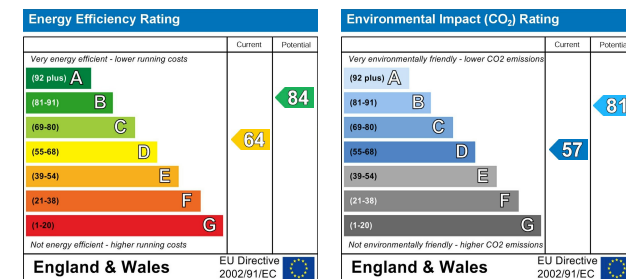 Energy Efficiency Rating
Current Potential
Very energy efficient - lower running costs
(92 plus) A
(81-91) B
(69-80) C
(55-68) D
(39-54) E
(21-38) F
(1-20) G
64
84
Not energy efficient - higher running costs
England & Wales
EU Directive
2002/91/EC
Environmental Impact (CO₂) Rating
Current Potential
Very environmentally friendly - lower CO2 emissions
(92 plus) A
(81-91) B
(69-80) C
(55-68) D
(39-54) E
(21-38) F
(1-20) G
57
81
Not environmentally friendly - higher CO2 emissions
England & Wales
EU Directive
2002/91/EC